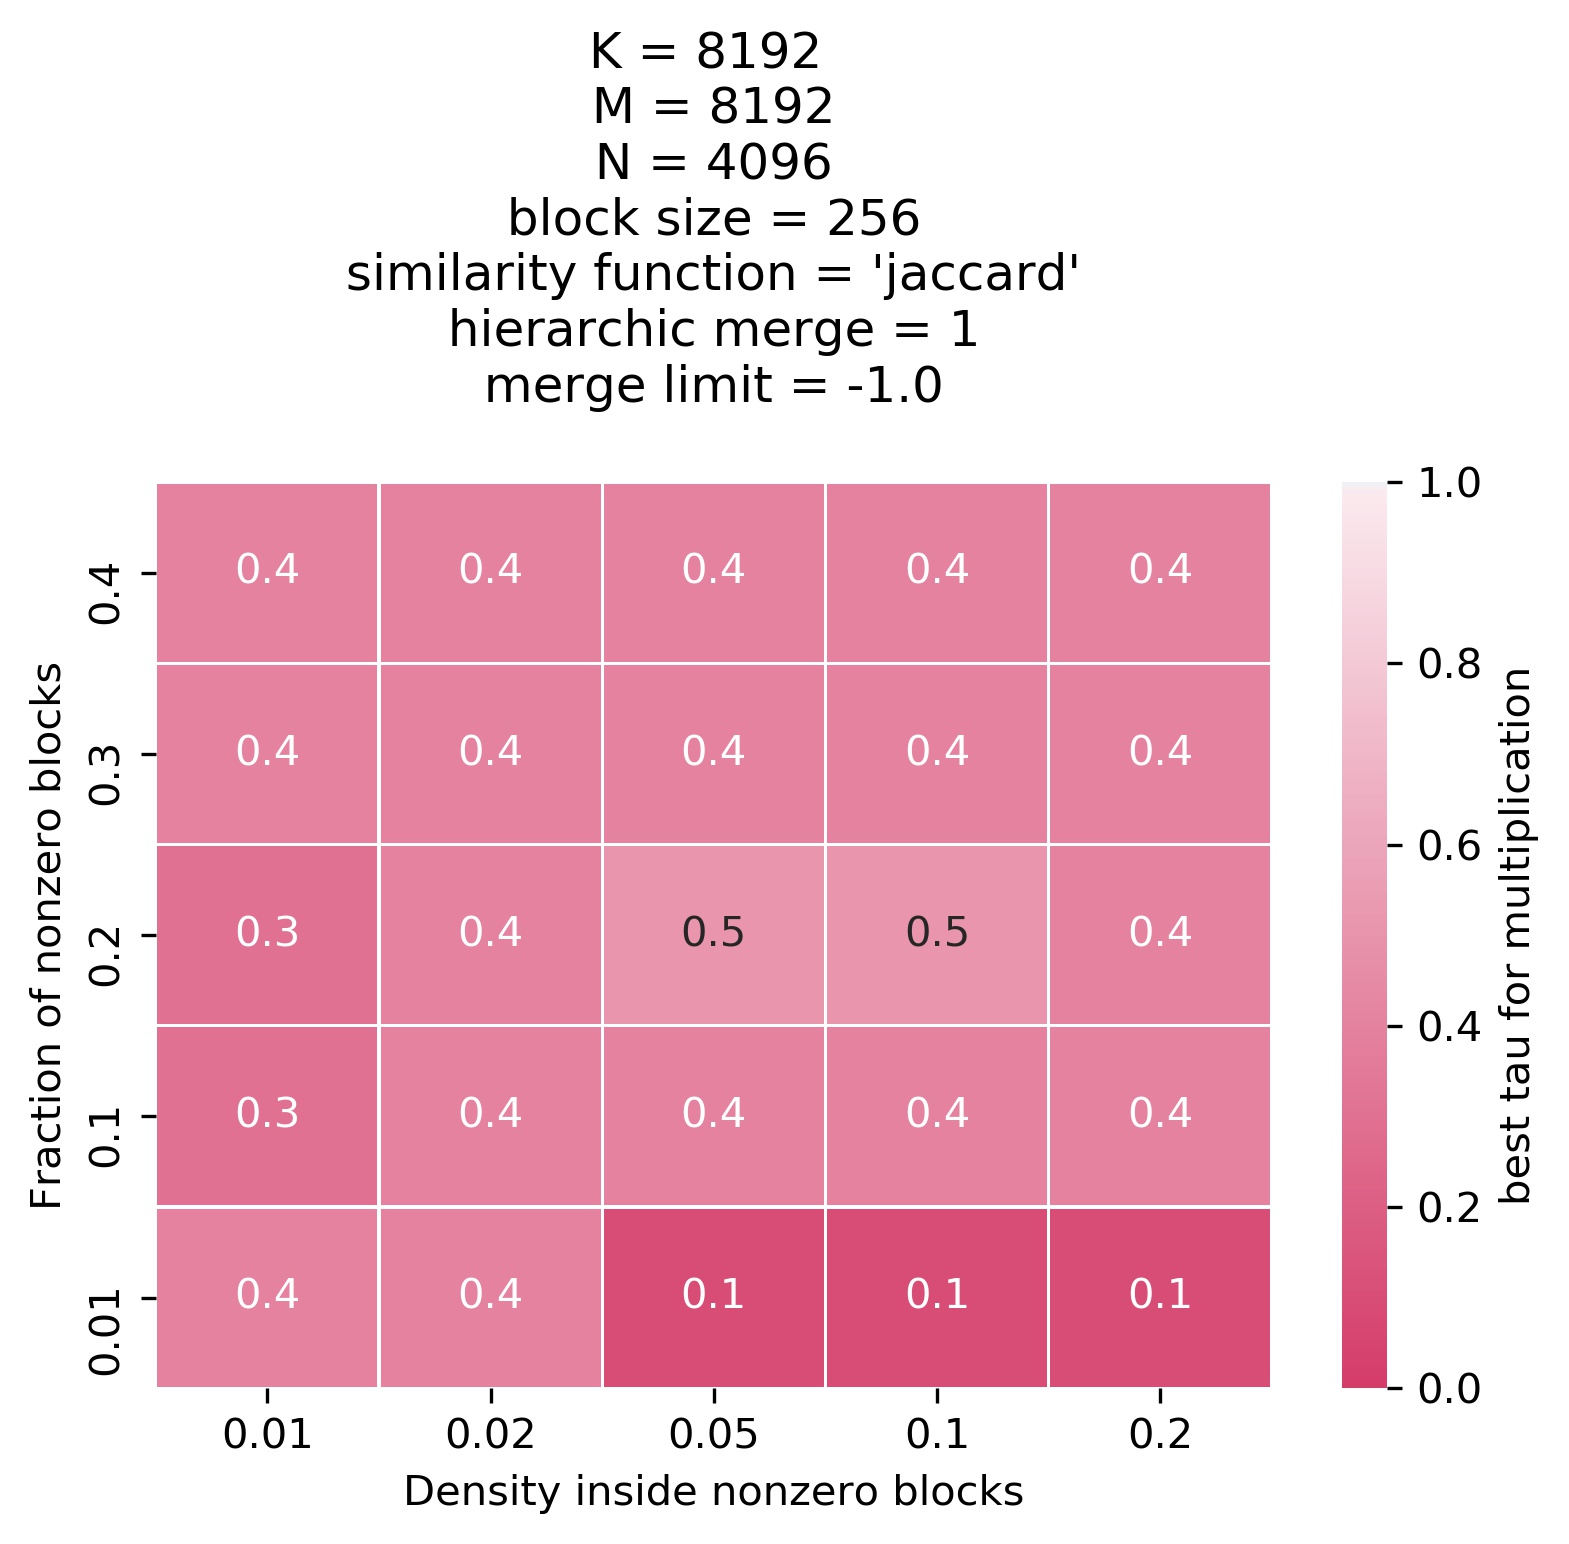 K = 8192
M = 8192
N = 4096
block size = 256
similarity function = 'jaccard'
hierarchic merge = 1
merge limit = -1.0
Fraction of nonzero blocks
0.4
0.4 0.4 0.4 0.4 0.4
0.3
0.4 0.4 0.4 0.4 0.4
0.2
0.3 0.4 0.5 0.5 0.4
0.1
0.3 0.4 0.4 0.4 0.4
0.01
0.4 0.4 0.1 0.1 0.1
0.01 0.02 0.05 0.1 0.2
Density inside nonzero blocks
1.0
0.8
0.6
0.4
0.2
0.0
best tau for multiplication